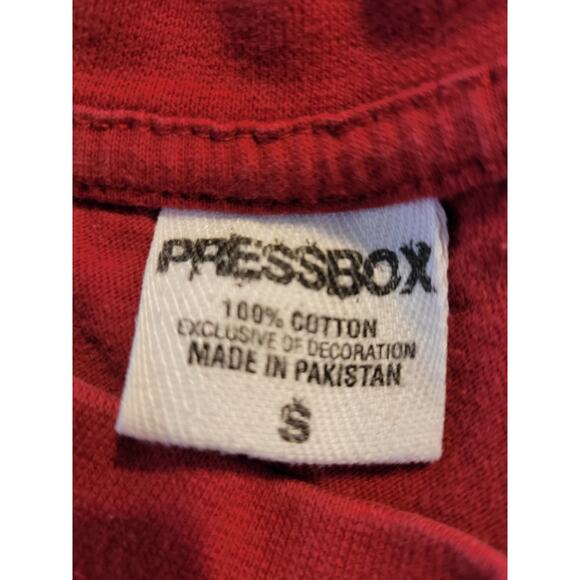 PRESSBOX
100% COTTON
EXCLUSIVE OF DECORATION
MADE IN PAKISTAN
S